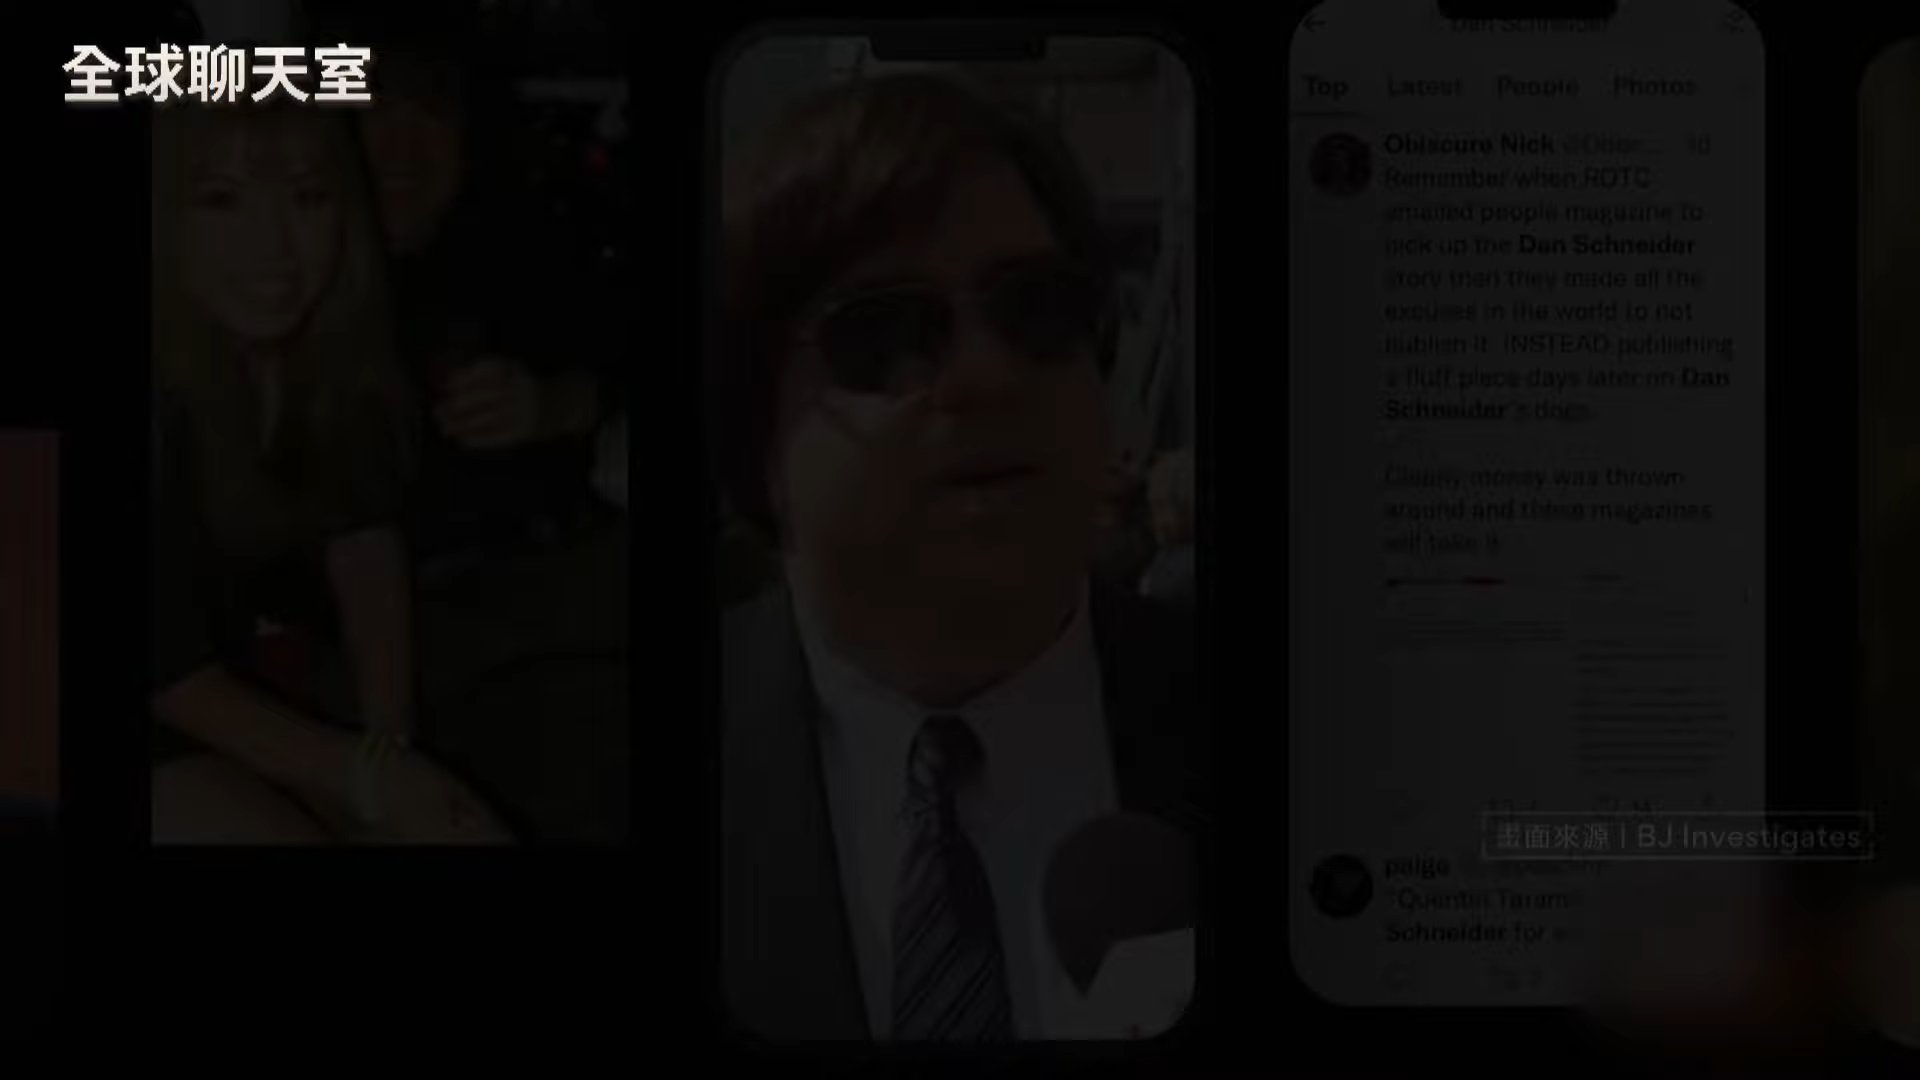 全球聊天室
Dan Schneider
Top Latest People Photos
Obiscure Nick
Remember when ROTC
emailed people magazine to
pick up the Dan Schneider
story then they made all the
excuses in the world to not
publish it. INSTEAD publishing
a fluff piece days later on Dan
Schneider's dogs.
Clearly money was thrown
around and these magazines
will take it
畫面來源 | BJ Investigates
paige
"Quentin Taran
Schneider for